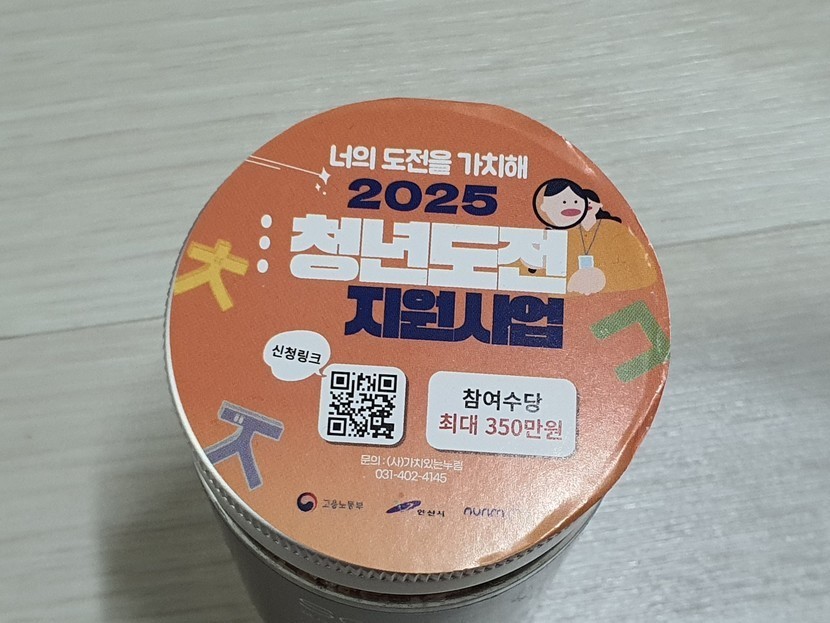 너의 도전을 가치해
2025
청년도전
지원사업
신청링크
참여수당
최대 350만원
문의 : (사)가치있는누림
031-402-4145
고용노동부
안산시
nurim